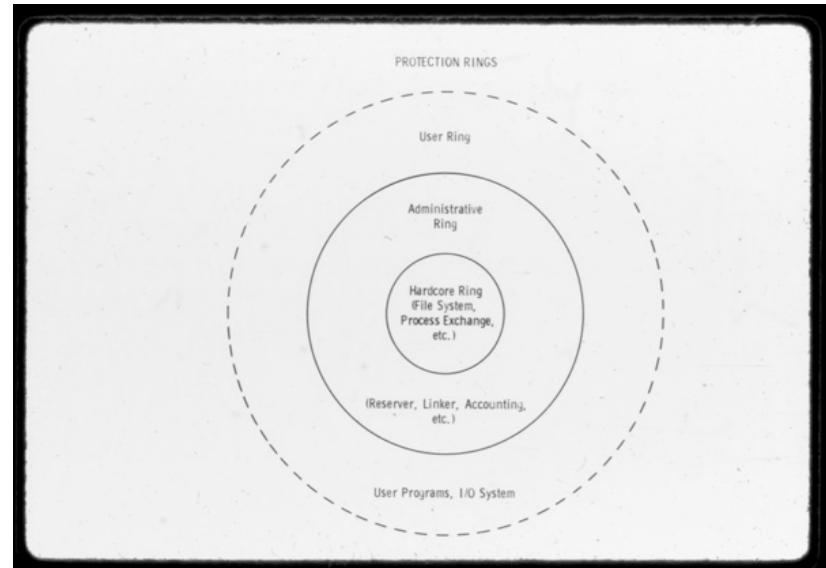 PROTECTION RINGS
User Ring
Administrative
Ring
Hardcore Ring
(File System,
Process Exchange,
etc.)
(Reserver, Linker, Accounting,
etc.)
User Programs, I/O System